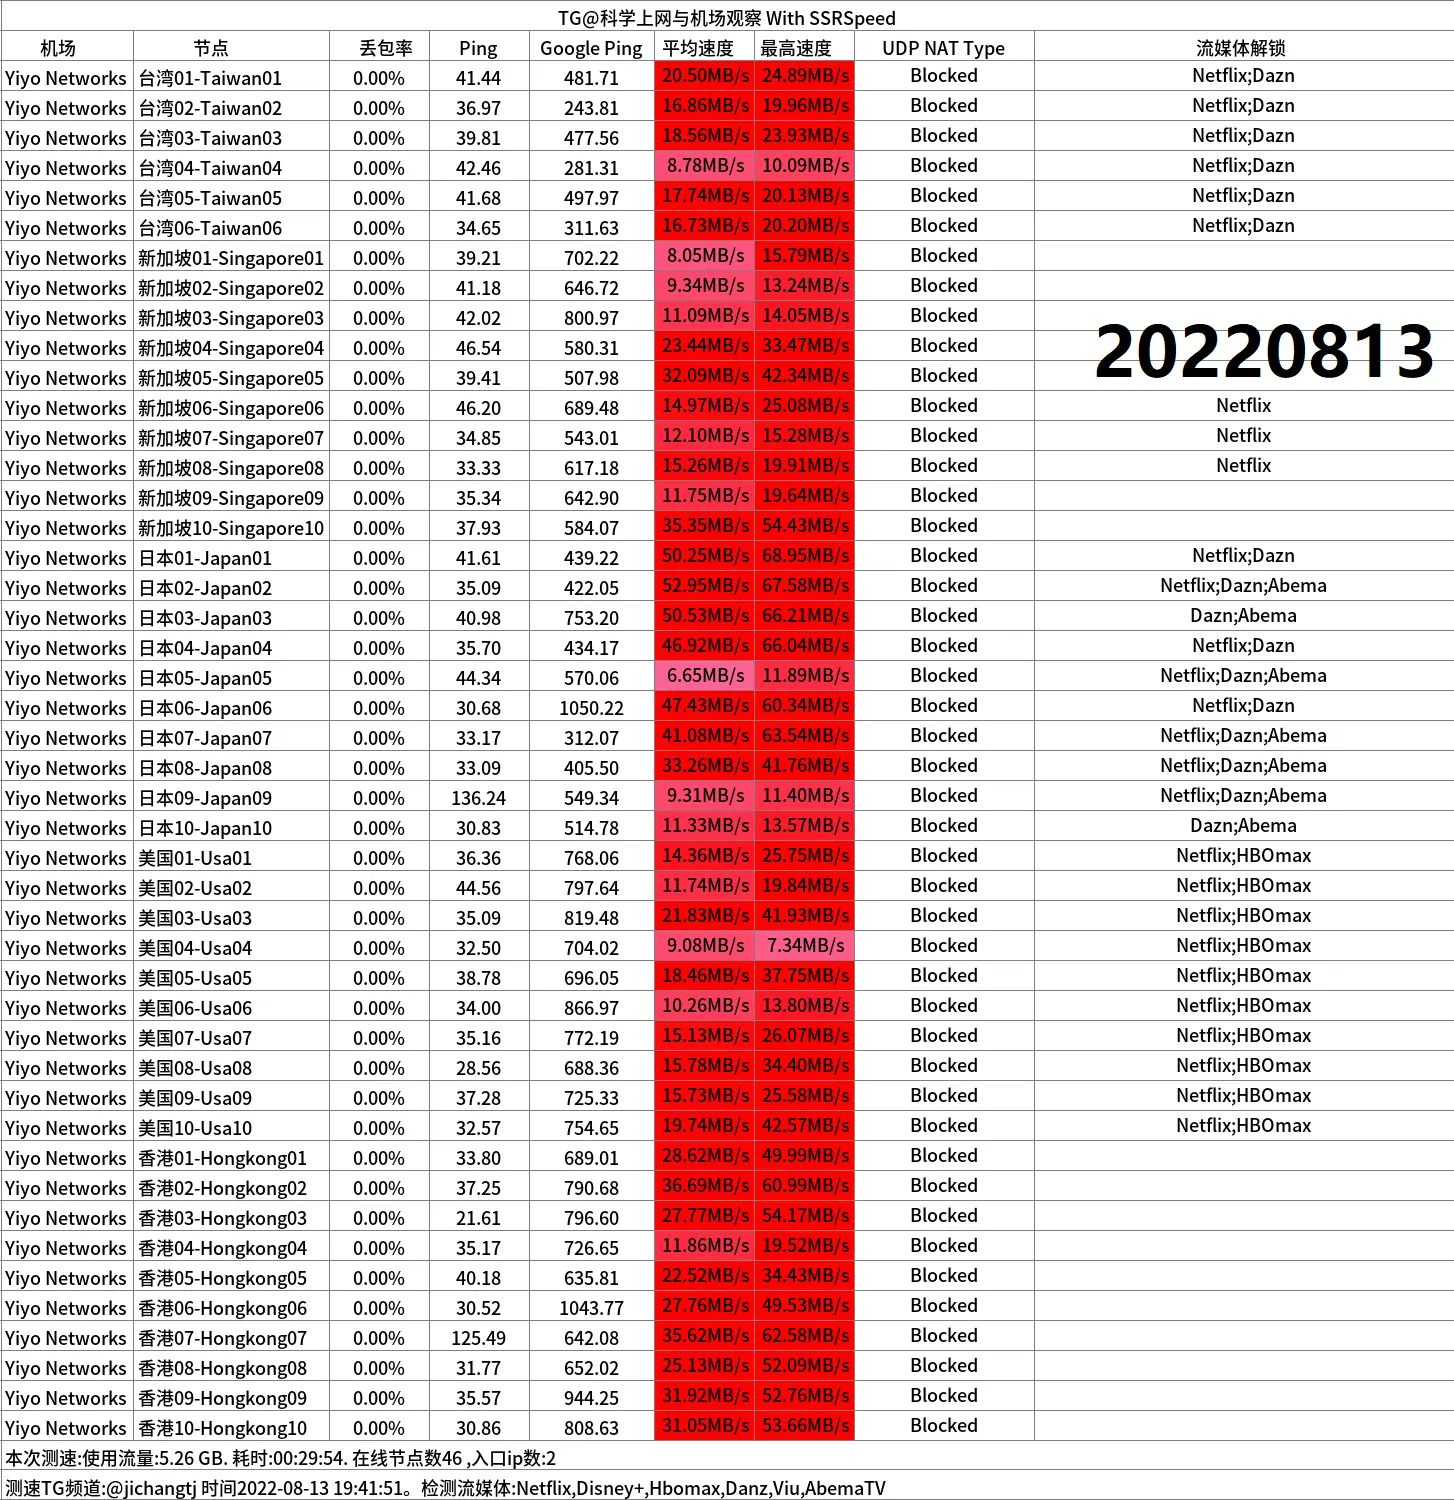 TG@科学上网与机场观察 With SSRSpeed
机场 节点 丢包率 Ping Google Ping 平均速度 最高速度 UDP NAT Type 流媒体解锁
Yiyo Networks 台湾01-Taiwan01 0.00% 41.44 481.71 20.50MB/s 24.89MB/s Blocked Netflix;Dazn
Yiyo Networks 台湾02-Taiwan02 0.00% 36.97 243.81 16.86MB/s 19.96MB/s Blocked Netflix;Dazn
Yiyo Networks 台湾03-Taiwan03 0.00% 39.81 477.56 18.56MB/s 23.93MB/s Blocked Netflix;Dazn
Yiyo Networks 台湾04-Taiwan04 0.00% 42.46 281.31 8.78MB/s 10.09MB/s Blocked Netflix;Dazn
Yiyo Networks 台湾05-Taiwan05 0.00% 41.68 497.97 17.74MB/s 20.13MB/s Blocked Netflix;Dazn
Yiyo Networks 台湾06-Taiwan06 0.00% 34.65 311.63 16.73MB/s 20.20MB/s Blocked Netflix;Dazn
Yiyo Networks 新加坡01-Singapore01 0.00% 39.21 702.22 8.05MB/s 15.79MB/s Blocked
Yiyo Networks 新加坡02-Singapore02 0.00% 41.18 646.72 9.34MB/s 13.24MB/s Blocked
Yiyo Networks 新加坡03-Singapore03 0.00% 42.02 800.97 11.09MB/s 14.05MB/s Blocked
Yiyo Networks 新加坡04-Singapore04 0.00% 46.54 580.31 23.44MB/s 33.47MB/s Blocked
20220813
Yiyo Networks 新加坡05-Singapore05 0.00% 39.41 507.98 32.09MB/s 42.34MB/s Blocked
Yiyo Networks 新加坡06-Singapore06 0.00% 46.20 689.48 14.97MB/s 25.08MB/s Blocked Netflix
Yiyo Networks 新加坡07-Singapore07 0.00% 34.85 543.01 12.10MB/s 15.28MB/s Blocked Netflix
Yiyo Networks 新加坡08-Singapore08 0.00% 33.33 617.18 15.26MB/s 19.91MB/s Blocked Netflix
Yiyo Networks 新加坡09-Singapore09 0.00% 35.34 642.90 11.75MB/s 19.64MB/s Blocked
Yiyo Networks 新加坡10-Singapore10 0.00% 37.93 584.07 35.35MB/s 54.43MB/s Blocked
Yiyo Networks 日本01-Japan01 0.00% 41.61 439.22 50.25MB/s 68.95MB/s Blocked Netflix;Dazn
Yiyo Networks 日本02-Japan02 0.00% 35.09 422.05 52.95MB/s 67.58MB/s Blocked Netflix;Dazn;Abema
Yiyo Networks 日本03-Japan03 0.00% 40.98 753.20 50.53MB/s 66.21MB/s Blocked Dazn;Abema
Yiyo Networks 日本04-Japan04 0.00% 35.70 434.17 46.92MB/s 66.04MB/s Blocked Netflix;Dazn
Yiyo Networks 日本05-Japan05 0.00% 44.34 570.06 6.65MB/s 11.89MB/s Blocked Netflix;Dazn;Abema
Yiyo Networks 日本06-Japan06 0.00% 30.68 1050.22 47.43MB/s 60.34MB/s Blocked Netflix;Dazn
Yiyo Networks 日本07-Japan07 0.00% 33.17 312.07 41.08MB/s 63.54MB/s Blocked Netflix;Dazn;Abema
Yiyo Networks 日本08-Japan08 0.00% 33.09 405.50 33.26MB/s 41.76MB/s Blocked Netflix;Dazn;Abema
Yiyo Networks 日本09-Japan09 0.00% 136.24 549.34 9.31MB/s 11.40MB/s Blocked Netflix;Dazn;Abema
Yiyo Networks 日本10-Japan10 0.00% 30.83 514.78 11.33MB/s 13.57MB/s Blocked Dazn;Abema
Yiyo Networks 美国01-Usa01 0.00% 36.36 768.06 14.36MB/s 25.75MB/s Blocked Netflix;HBOmax
Yiyo Networks 美国02-Usa02 0.00% 44.56 797.64 11.74MB/s 19.84MB/s Blocked Netflix;HBOmax
Yiyo Networks 美国03-Usa03 0.00% 35.09 819.48 21.83MB/s 41.93MB/s Blocked Netflix;HBOmax
Yiyo Networks 美国04-Usa04 0.00% 32.50 704.02 9.08MB/s 7.34MB/s Blocked Netflix;HBOmax
Yiyo Networks 美国05-Usa05 0.00% 38.78 696.05 18.46MB/s 37.75MB/s Blocked Netflix;HBOmax
Yiyo Networks 美国06-Usa06 0.00% 34.00 866.97 10.26MB/s 13.80MB/s Blocked Netflix;HBOmax
Yiyo Networks 美国07-Usa07 0.00% 35.16 772.19 15.13MB/s 26.07MB/s Blocked Netflix;HBOmax
Yiyo Networks 美国08-Usa08 0.00% 28.56 688.36 15.78MB/s 34.40MB/s Blocked Netflix;HBOmax
Yiyo Networks 美国09-Usa09 0.00% 37.28 725.33 15.73MB/s 25.58MB/s Blocked Netflix;HBOmax
Yiyo Networks 美国10-Usa10 0.00% 32.57 754.65 19.74MB/s 42.57MB/s Blocked Netflix;HBOmax
Yiyo Networks 香港01-Hongkong01 0.00% 33.80 689.01 28.62MB/s 49.99MB/s Blocked
Yiyo Networks 香港02-Hongkong02 0.00% 37.25 790.68 36.69MB/s 60.99MB/s Blocked
Yiyo Networks 香港03-Hongkong03 0.00% 21.61 796.60 27.77MB/s 54.17MB/s Blocked
Yiyo Networks 香港04-Hongkong04 0.00% 35.17 726.65 11.86MB/s 19.52MB/s Blocked
Yiyo Networks 香港05-Hongkong05 0.00% 40.18 635.81 22.52MB/s 34.43MB/s Blocked
Yiyo Networks 香港06-Hongkong06 0.00% 30.52 1043.77 27.76MB/s 49.53MB/s Blocked
Yiyo Networks 香港07-Hongkong07 0.00% 125.49 642.08 35.62MB/s 62.58MB/s Blocked
Yiyo Networks 香港08-Hongkong08 0.00% 31.77 652.02 25.13MB/s 52.09MB/s Blocked
Yiyo Networks 香港09-Hongkong09 0.00% 35.57 944.25 31.92MB/s 52.76MB/s Blocked
Yiyo Networks 香港10-Hongkong10 0.00% 30.86 808.63 31.05MB/s 53.66MB/s Blocked
本次测速:使用流量:5.26 GB. 耗时:00:29:54. 在线节点数46 ,入口ip数:2
测速TG频道:@jichangtj 时间2022-08-13 19:41:51。检测流媒体:Netflix,Disney+,Hbomax,Danz,Viu,AbemaTV